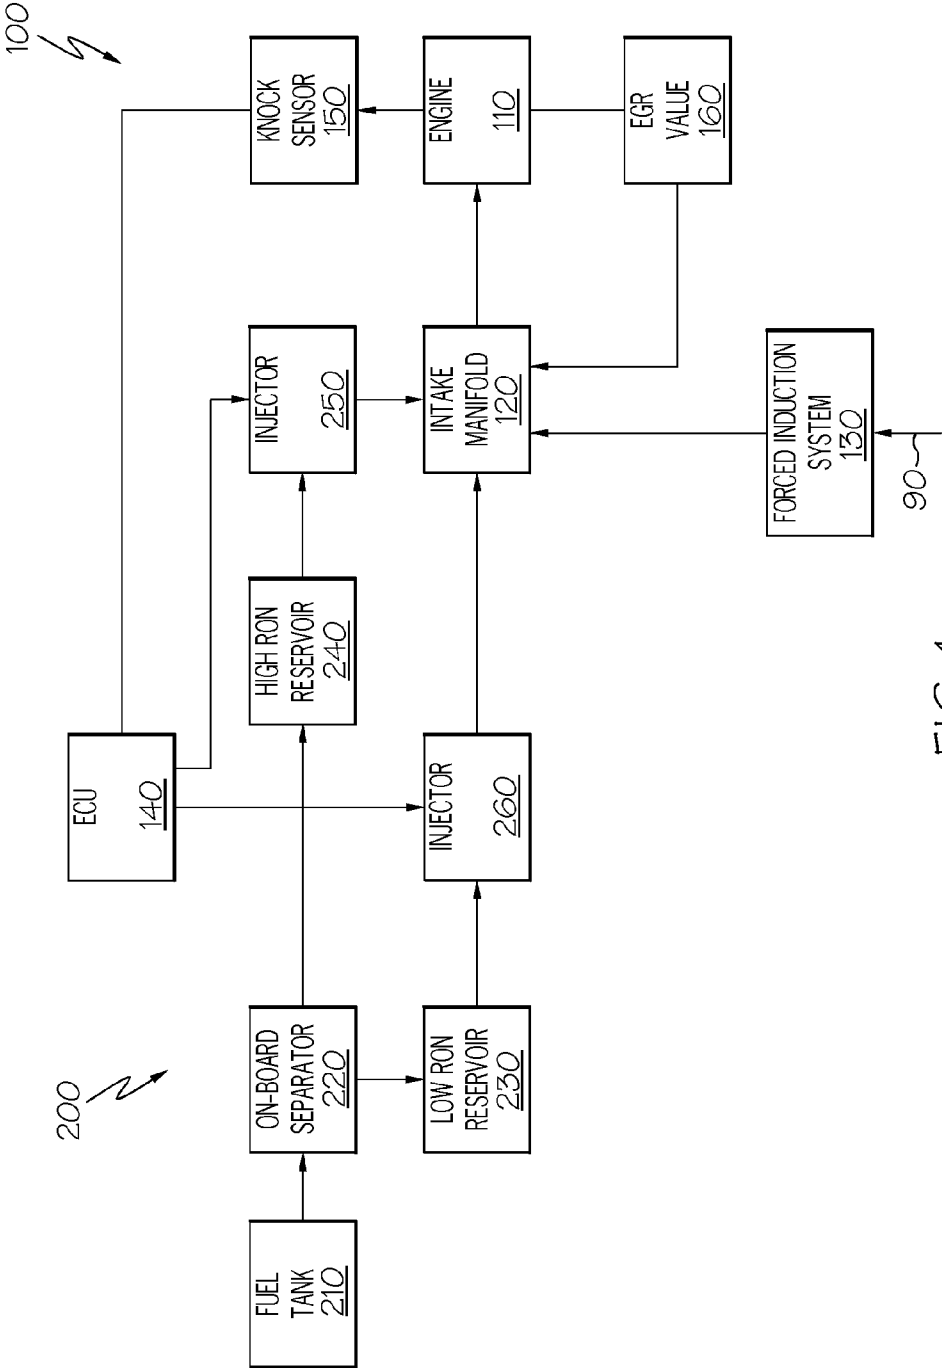 100
200
ECU
140
FUEL
TANK
210
ON-BOARD
SEPARATOR
220
HIGH RON
RESERVOIR
240
INJECTOR
250
KNOCK
SENSOR
150
LOW RON
RESERVOIR
230
INJECTOR
260
INTAKE
MANIFOLD
120
ENGINE
110
EGR
VALUE
160
FORCED INDUCTION
SYSTEM
130
90
FIG.